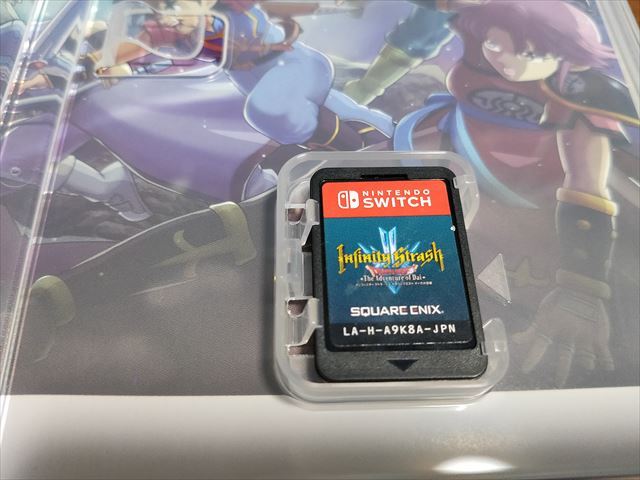 NINTENDO
SWITCH
Infinity Strash
The Adventure of Dai
SQUARE ENIX.
LA-H-A9K8A-JPN